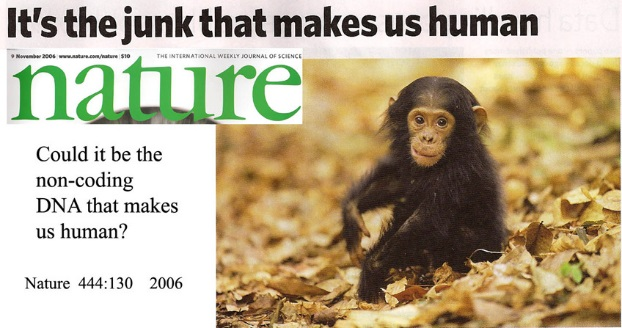 It's the junk that makes us human
9 November 2006 www.nature.com/nature $10
THE INTERNATIONAL WEEKLY JOURNAL OF SCIENCE
nature
Could it be the
non-coding
DNA that makes
us human?
Nature 444:130 2006